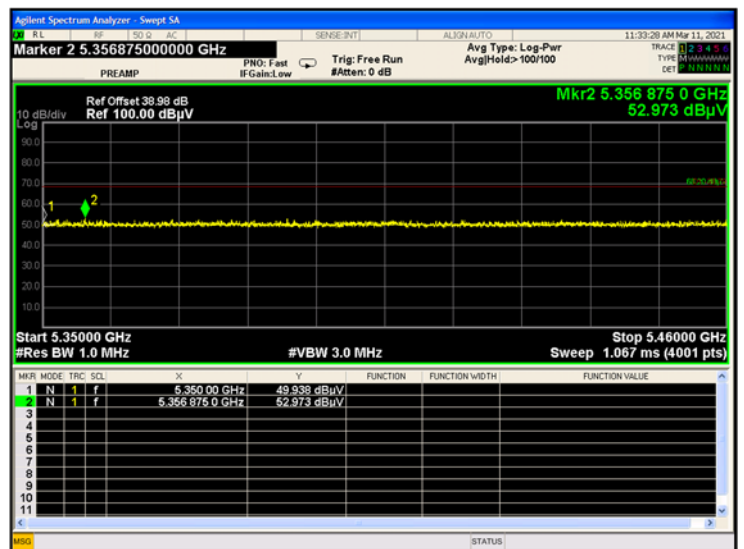 Agilent Spectrum Analyzer - Swept SA
RL RF 50 Ω AC SENSE:INT ALIGNAUTO 11:33:28 AM Mar 11, 2021
Marker 2 5.356875000000 GHz
PREAMP
PNO: Fast
IFGain:Low
Trig: Free Run
#Atten: 0 dB
Avg Type: Log-Pwr
Avg|Hold:> 100/100
TRACE 1 2 3 4 5 6
TYPE M
DET P N N N N N
Ref Offset 38.98 dB
10 dB/div Ref 100.00 dBµV
Log
Mkr2 5.356 875 0 GHz
52.973 dBµV
90.0
80.0
70.0
60.0
50.0
40.0
30.0
20.0
10.0
1
2
Start 5.35000 GHz
Stop 5.46000 GHz
#Res BW 1.0 MHz
#VBW 3.0 MHz
Sweep 1.067 ms (4001 pts)
MKR MODE TRC SCL X Y FUNCTION FUNCTION WIDTH FUNCTION VALUE
1 N 1 f 5.350 00 GHz 49.938 dBµV
2 N 1 f 5.356 875 0 GHz 52.973 dBµV
3
4
5
6
7
8
9
10
11
MSG
STATUS